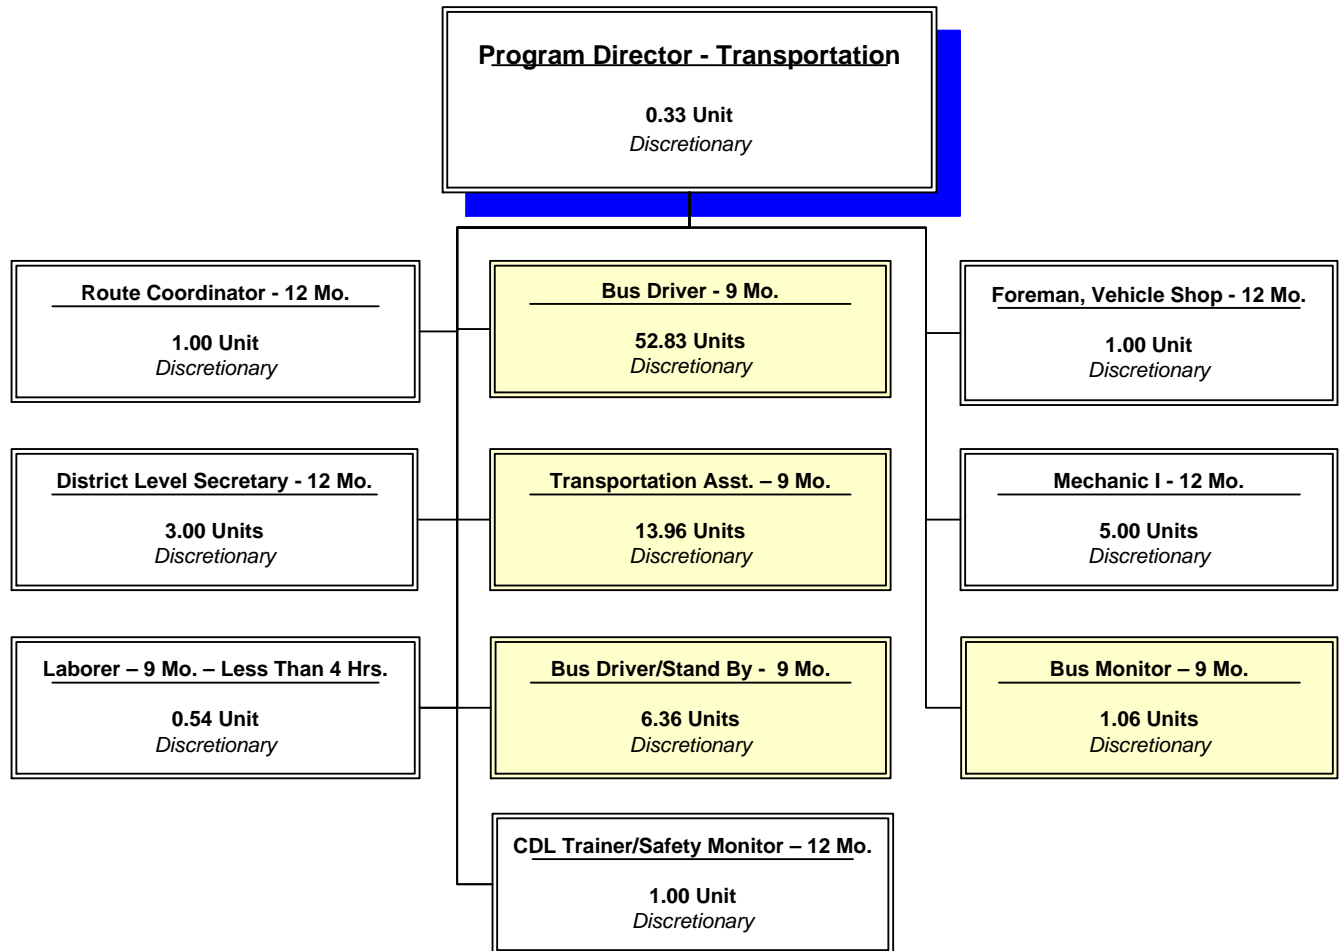 Program Director - Transportation
0.33 Unit
Discretionary
Route Coordinator - 12 Mo.
1.00 Unit
Discretionary
Bus Driver - 9 Mo.
52.83 Units
Discretionary
Foreman, Vehicle Shop - 12 Mo.
1.00 Unit
Discretionary
District Level Secretary - 12 Mo.
3.00 Units
Discretionary
Transportation Asst. – 9 Mo.
13.96 Units
Discretionary
Mechanic I - 12 Mo.
5.00 Units
Discretionary
Laborer – 9 Mo. – Less Than 4 Hrs.
0.54 Unit
Discretionary
Bus Driver/Stand By - 9 Mo.
6.36 Units
Discretionary
Bus Monitor – 9 Mo.
1.06 Units
Discretionary
CDL Trainer/Safety Monitor – 12 Mo.
1.00 Unit
Discretionary